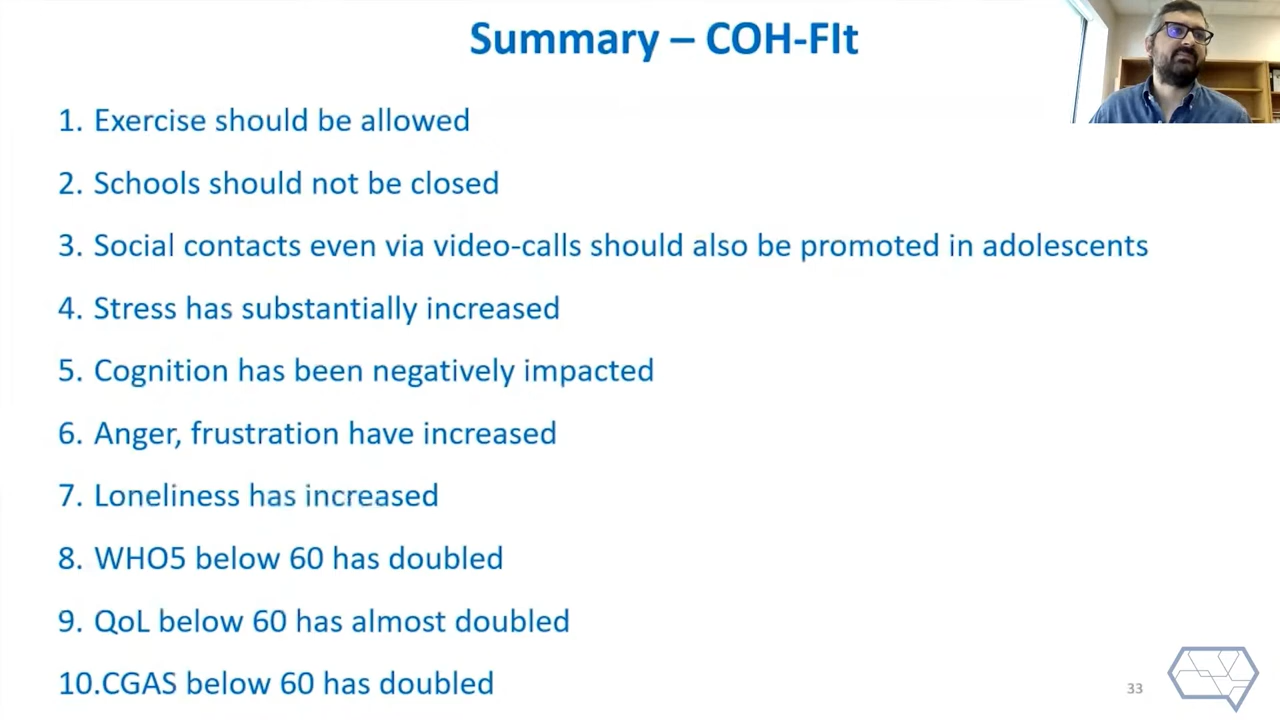 Summary – COH-FIt
1. Exercise should be allowed
2. Schools should not be closed
3. Social contacts even via video-calls should also be promoted in adolescents
4. Stress has substantially increased
5. Cognition has been negatively impacted
6. Anger, frustration have increased
7. Loneliness has increased
8. WHO5 below 60 has doubled
9. QoL below 60 has almost doubled
10.CGAS below 60 has doubled
33